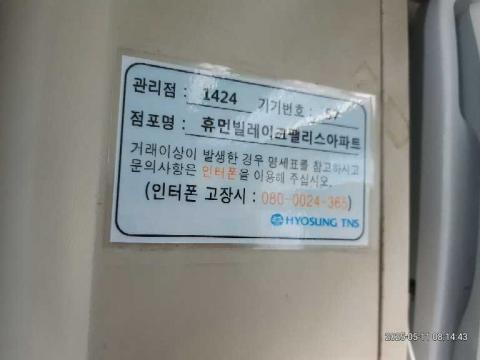 관리점 : 1424 기기번호 : 57
점포명 : 휴먼빌레이크팰리스아파트
거래이상이 발생한 경우 명세표를 참고하시고
문의사항은 인터폰을 이용해 주십시오.
(인터폰 고장시 : 080-0024-365)
HYOSUNG TNS
2025-05-11 08:14:43